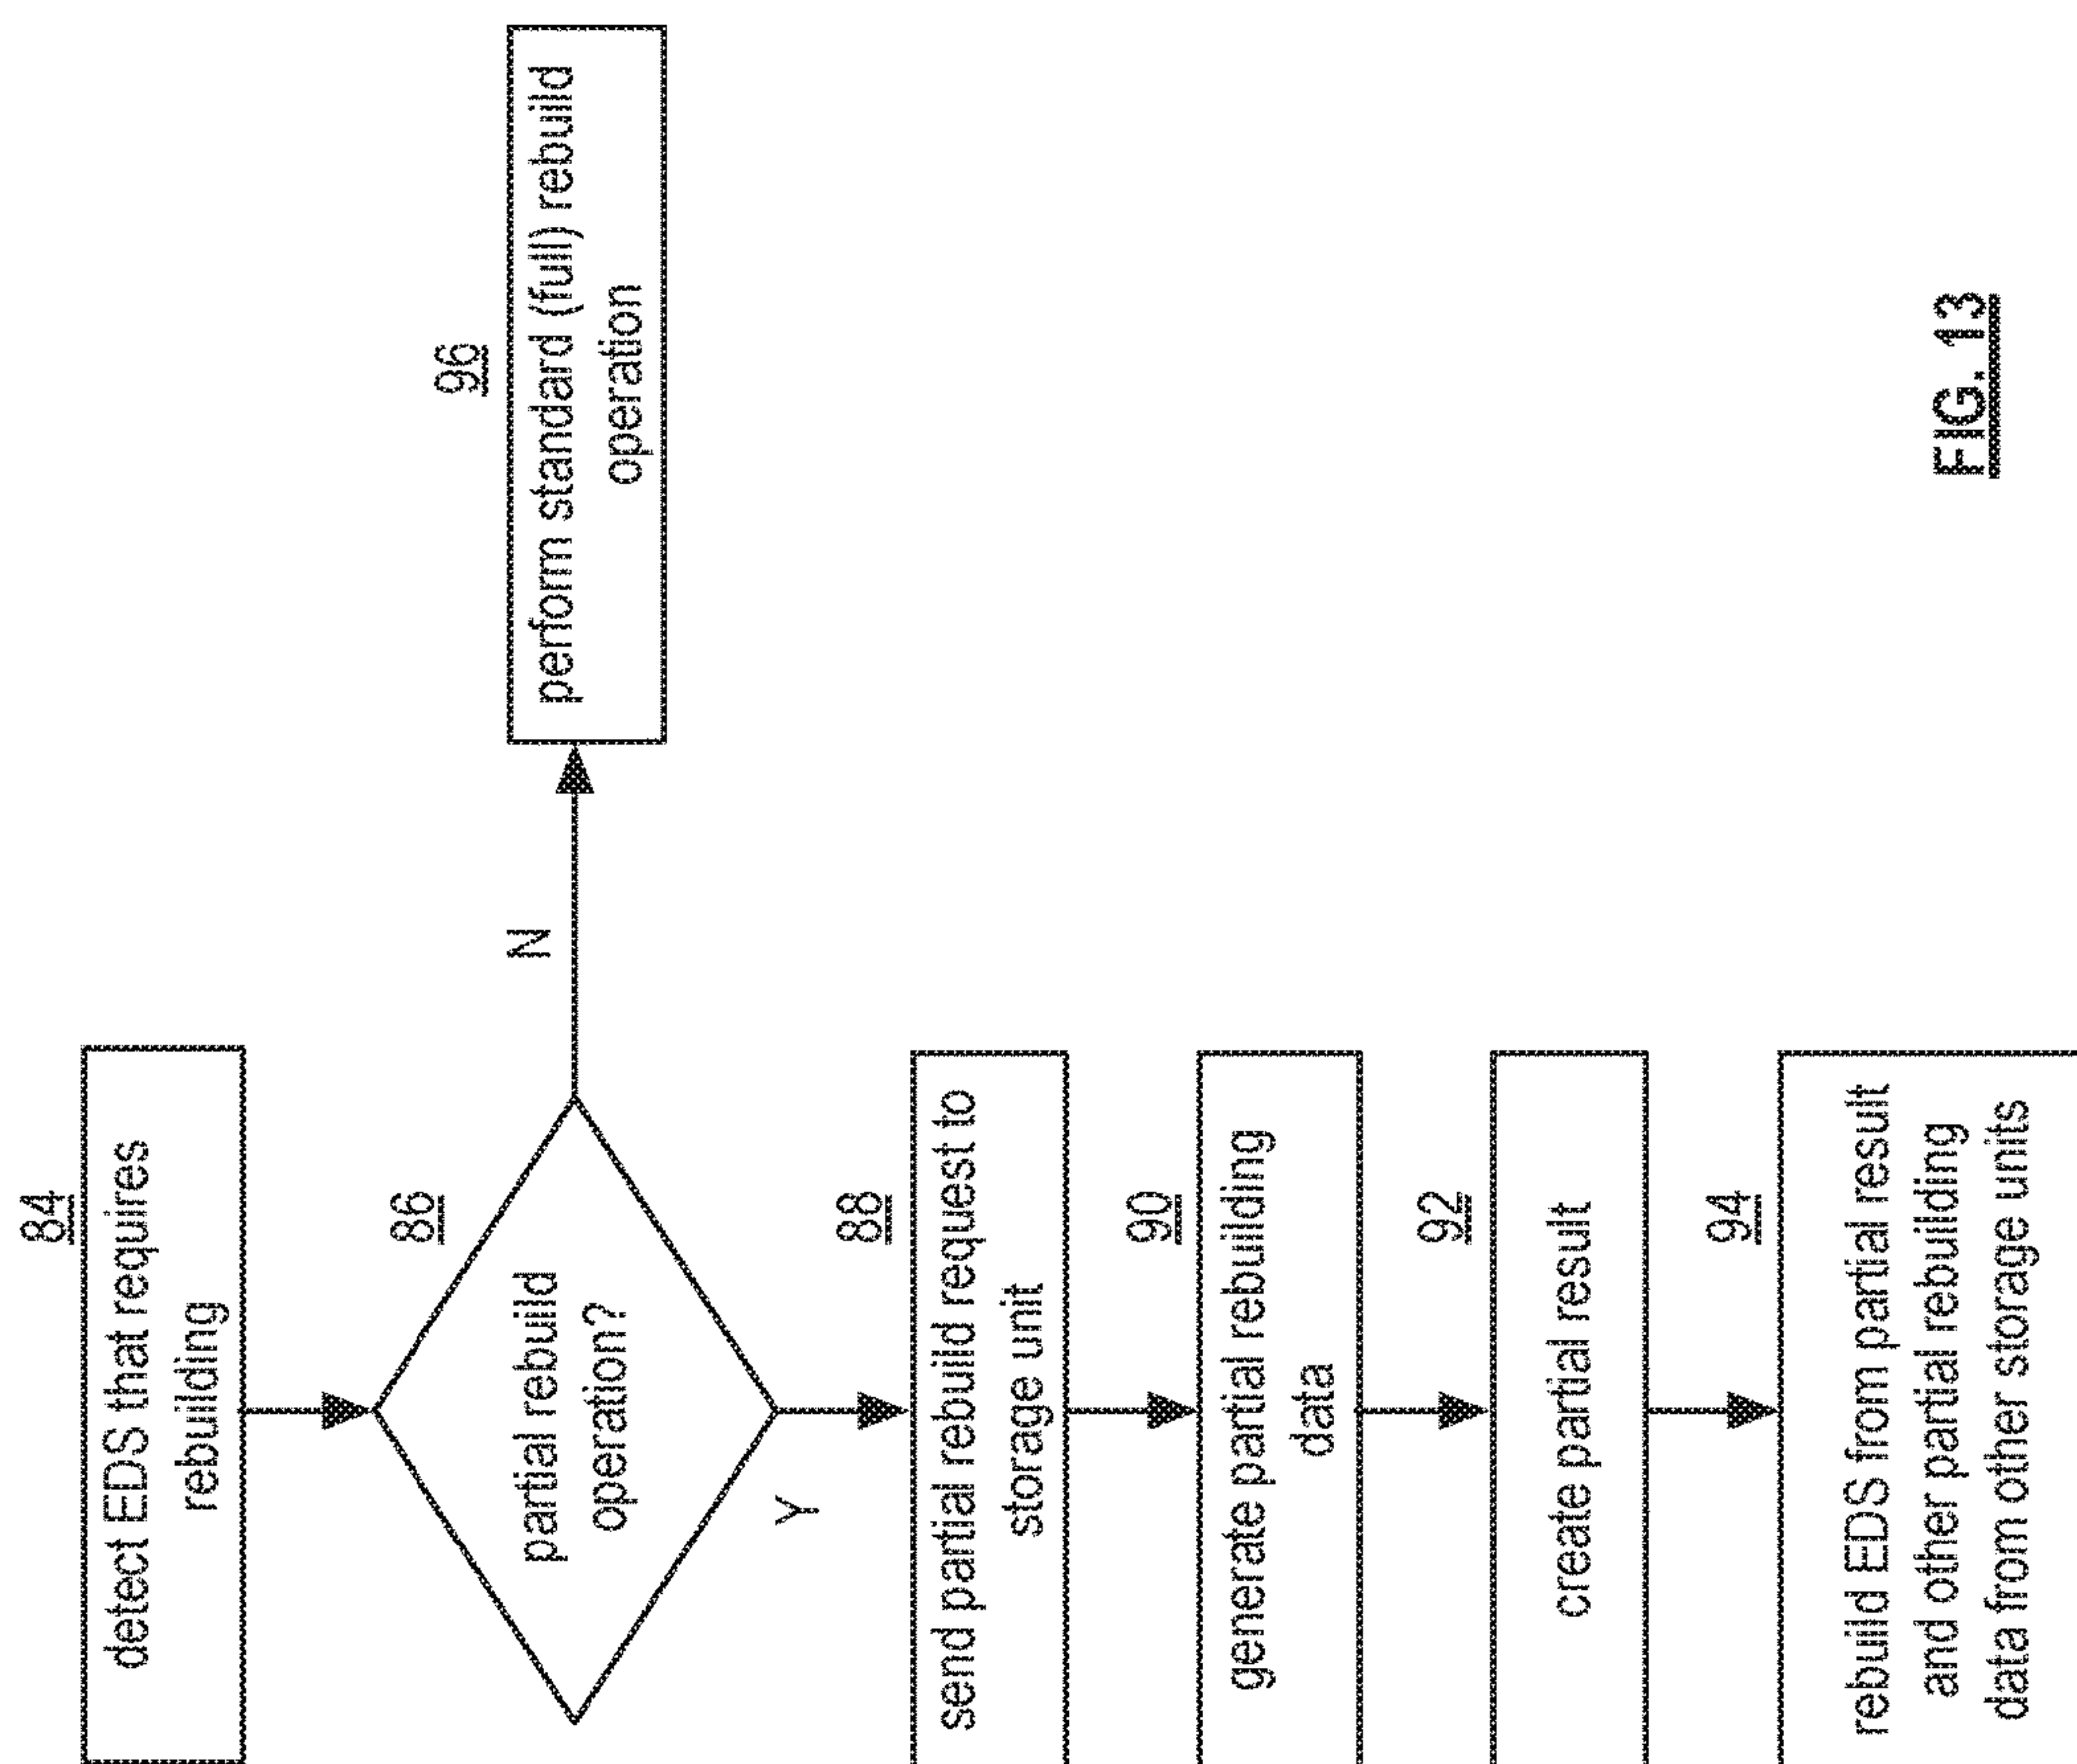 84
detect EDS that requires
rebuilding
86
partial rebuild
operation?
N
96
perform standard (full) rebuild
operation
Y
88
send partial rebuild request to
storage unit
90
generate partial rebuilding
data
92
create partial result
94
rebuild EDS from partial result
and other partial rebuilding
data from other storage units
FIG. 13